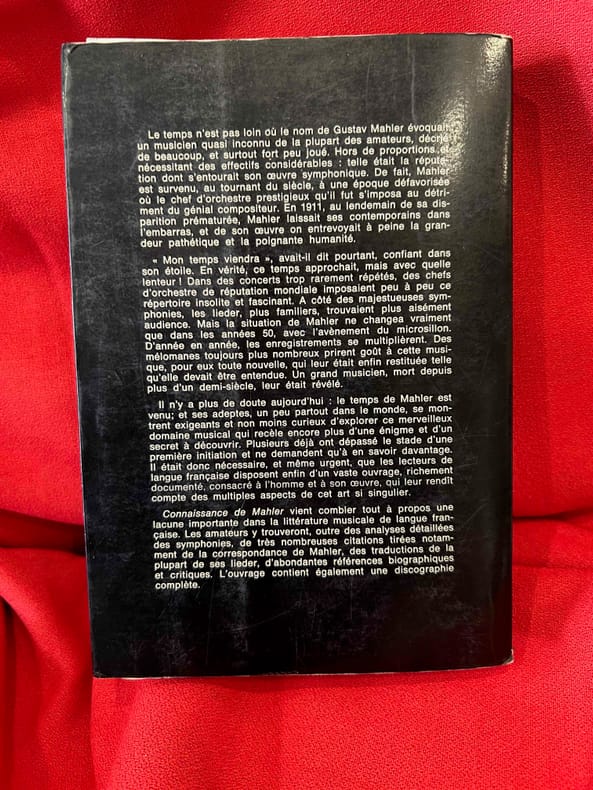 Le temps n'est pas loin où le nom de Gustav Mahler évoquait
un musicien quasi inconnu de la plupart des amateurs, décrié
de beaucoup, et surtout fort peu joué. Hors de proportions et
nécessitant des effectifs considérables : telle était la réputa-
tion dont s'entourait son œuvre symphonique. De fait, Mahler
est survenu, au tournant du siècle, à une époque défavorisée
où le chef d'orchestre prestigieux qu'il fut s'imposa au détri-
ment du génial compositeur. En 1911, au lendemain de sa dis-
parition prématurée, Mahler laissait ses contemporains dans
l'embarras, et de son œuvre on entrevoyait à peine la gran-
deur pathétique et la poignante humanité.
« Mon temps viendra », avait-il dit pourtant, confiant dans
son étoile. En vérité, ce temps approchait, mais avec quelle
lenteur ! Dans des concerts trop rarement répétés, des chefs
d'orchestre de réputation mondiale imposaient peu à peu ce
répertoire insolite et fascinant. A côté des majestueuses sym-
phonies, les lieder, plus familiers, trouvaient plus aisément
audience. Mais la situation de Mahler ne changea vraiment
que dans les années 50, avec l'avènement du microsillon.
D'année en année, les enregistrements se multiplièrent. Des
mélomanes toujours plus nombreux prirent goût à cette musi-
que, pour eux toute nouvelle, qui leur était enfin restituée telle
qu'elle devait être entendue. Un grand musicien, mort depuis
plus d'un demi-siècle, leur était révélé.
Il n'y a plus de doute aujourd'hui : le temps de Mahler est
venu; et ses adeptes, un peu partout dans le monde, se mon-
trent exigeants et non moins curieux d'explorer ce merveilleux
domaine musical qui recèle encore plus d'une énigme et d'un
secret à découvrir. Plusieurs déjà ont dépassé le stade d'une
première initiation et ne demandent qu'à en savoir davantage.
Il était donc nécessaire, et même urgent, que les lecteurs de
langue française disposent enfin d'un vaste ouvrage, richement
documenté, consacré à l'homme et à son œuvre, qui leur rendît
compte des multiples aspects de cet art si singulier.
Connaissance de Mahler vient combler tout à propos une
lacune importante dans la littérature musicale de langue fran-
çaise. Les amateurs y trouveront, outre des analyses détaillées
des symphonies, de très nombreuses citations tirées notam-
ment de la correspondance de Mahler, des traductions de la
plupart de ses lieder, d'abondantes références biographiques
et critiques. L'ouvrage contient également une discographie
complète.